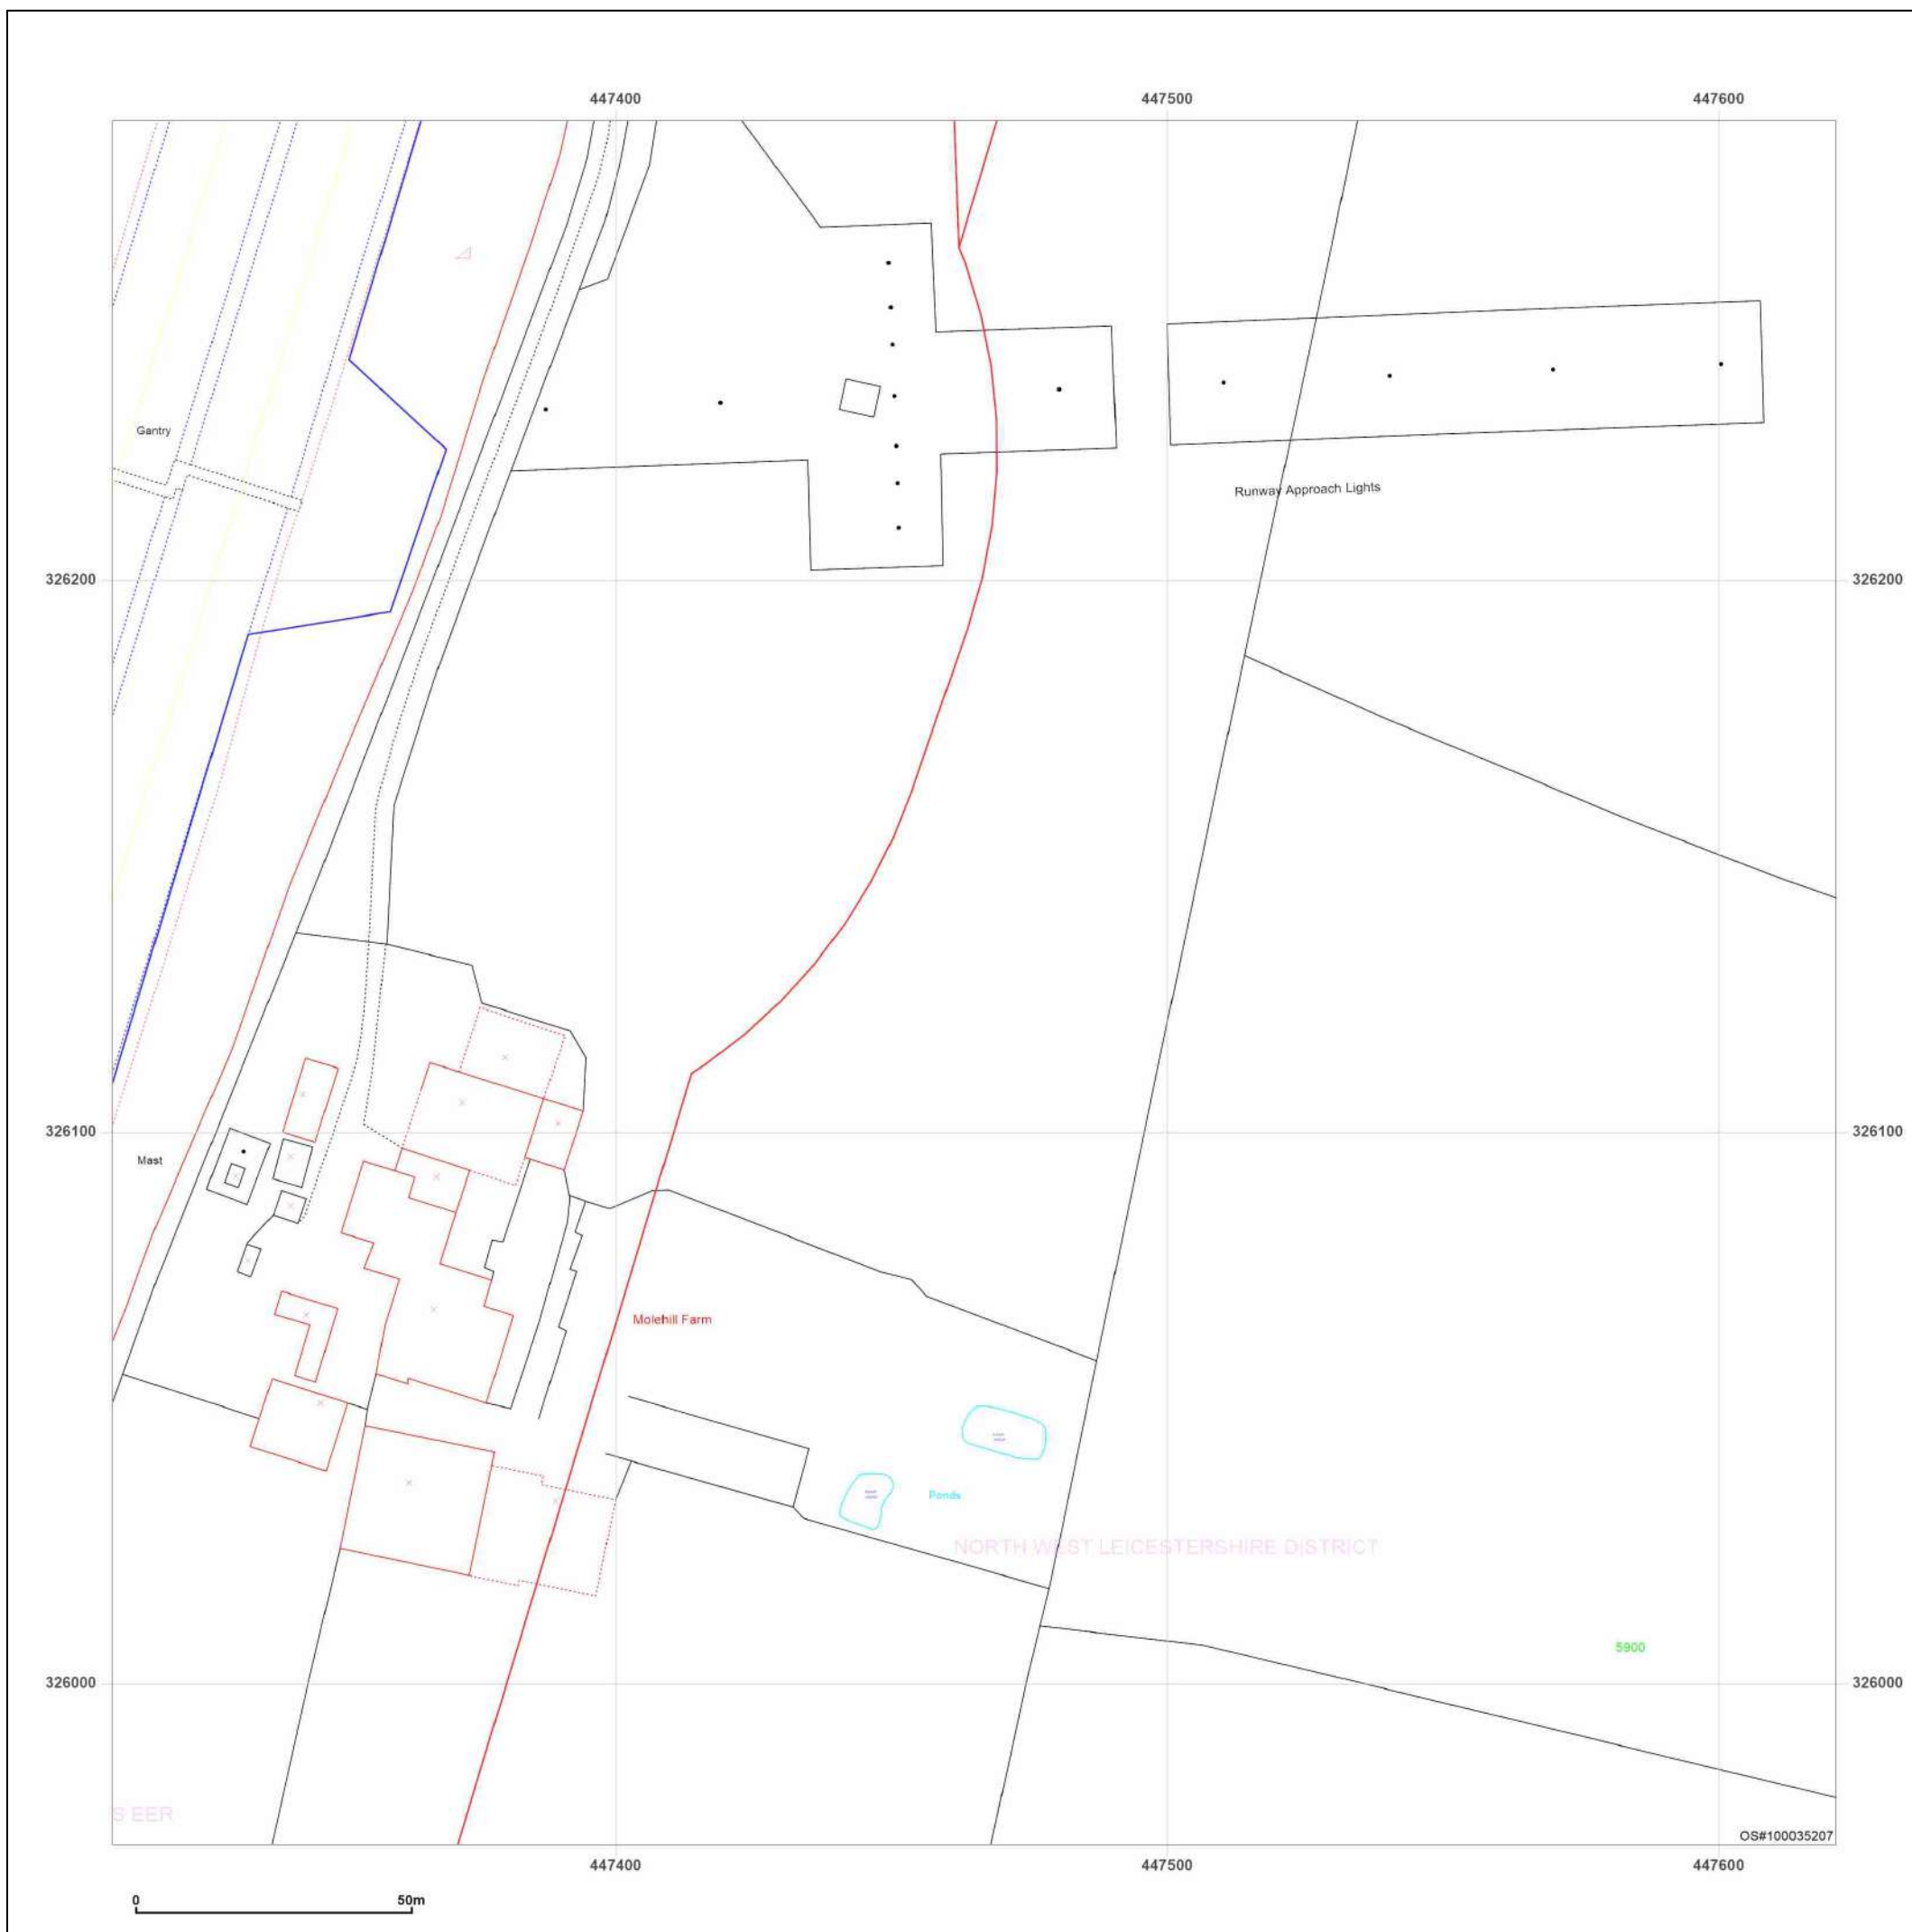 447400 447500 447600
Gantry
Runway Approach Lights
326200 326200
326100 326100
Mast
Molehill Farm
Ponds
NORTH WEST LEICESTERSHIRE DISTRICT
5900
326000 326000
S EER
OS#100035207
447400 447500 447600
0 50m